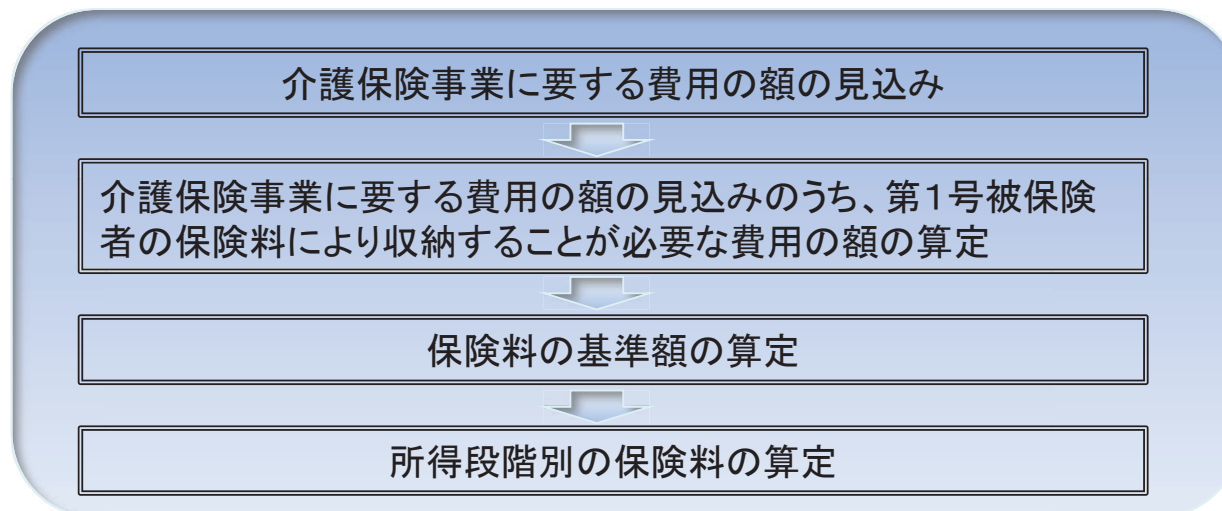 介護保険事業に要する費用の額の見込み
介護保険事業に要する費用の額の見込みのうち、第1号被保険
者の保険料により収納することが必要な費用の額の算定
保険料の基準額の算定
所得段階別の保険料の算定